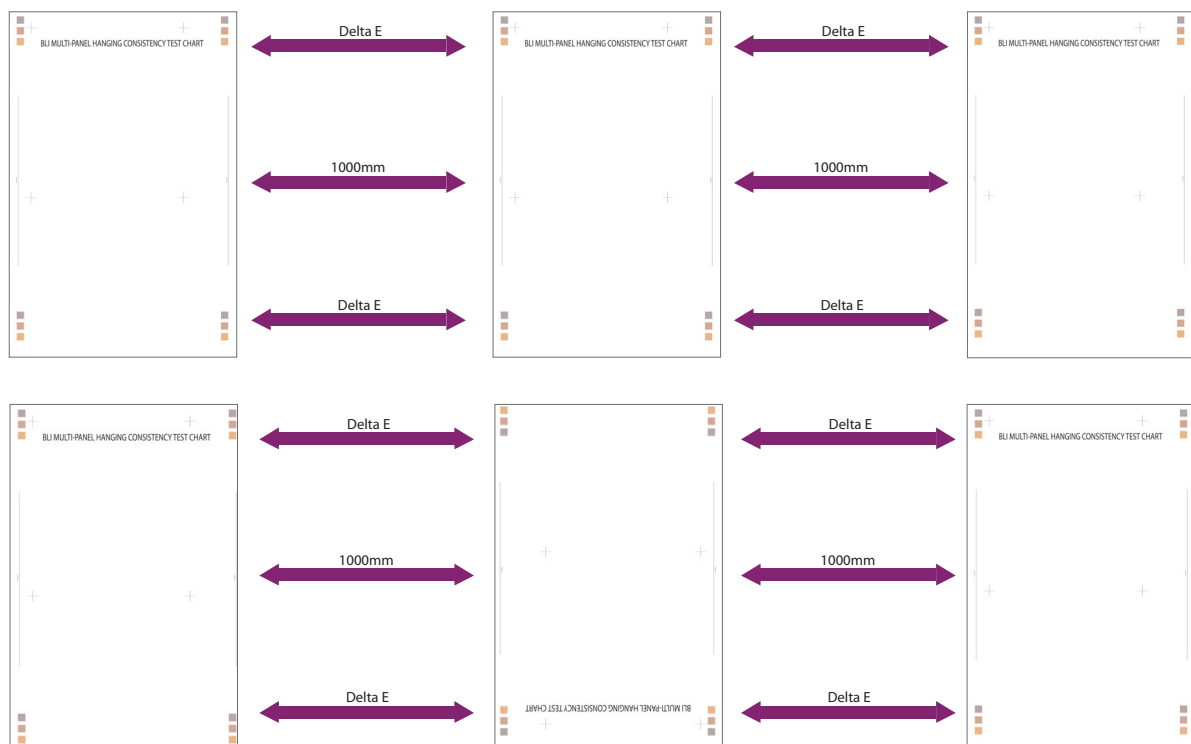 Delta E
Delta E
BLI MULTI-PANEL HANGING CONSISTENCY TEST CHART
BLI MULTI-PANEL HANGING CONSISTENCY TEST CHART
BLI MULTI-PANEL HANGING CONSISTENCY TEST CHART
1000mm
1000mm
Delta E
Delta E
Delta E
Delta E
BLI MULTI-PANEL HANGING CONSISTENCY TEST CHART
BLI MULTI-PANEL HANGING CONSISTENCY TEST CHART
1000mm
1000mm
Delta E
Delta E
BLI MULTI-PANEL HANGING CONSISTENCY TEST CHART